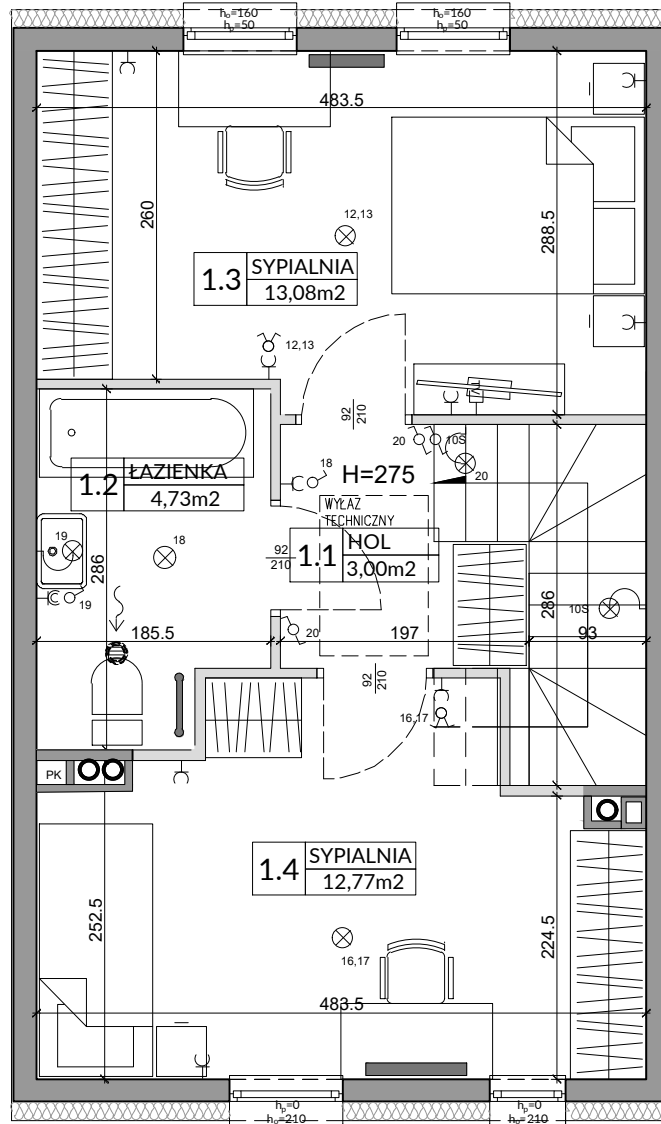 h₀=160
hₚ=50
h₀=160
hₚ=50
483.5
260
288.5
12,13
1.3
SYPIALNIA
13,08m2
12,13
92
210
20
10S
20
H=275
18
1.2
ŁAZIENKA
4,73m2
WYŁAZ
TECHNICZNY
1.1
HOL
3,00m2
19
18
92
210
286
286
19
10S
20
185.5
197
93
92
210
16,17
PK
1.4
SYPIALNIA
12,77m2
252.5
224.5
16,17
483.5
hₚ=0
h₀=210
hₚ=0
h₀=210